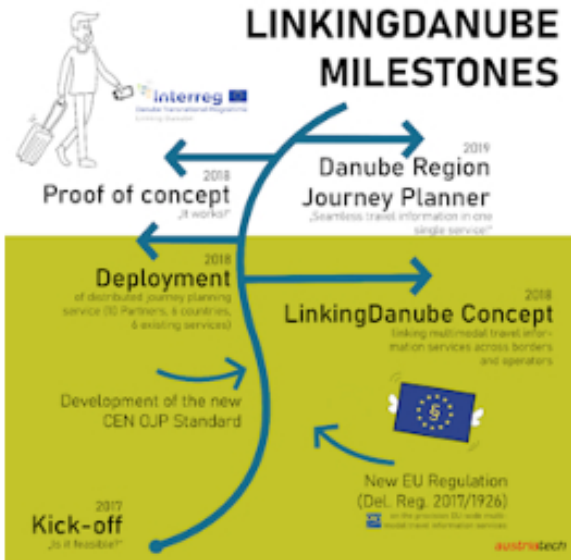 LINKINGDANUBE
MILESTONES
interreg
Danube Transnational Programme
Linking Danube
2019
Danube Region
Journey Planner
„Seamless travel information in one
single service!“
2018
Proof of concept
„It works!“
2018
Deployment
of distributed journey planning
service (10 Partners, 6 countries,
6 existing services)
2018
LinkingDanube Concept
linking multimodal travel infor-
mation services across borders
and operators
Development of the new
CEN OJP Standard
§
New EU Regulation
(Del. Reg. 2017/1926)
on the provision EU-wide multi-
modal travel information services
2017
Kick-off
„Is it feasible?“
austriatech